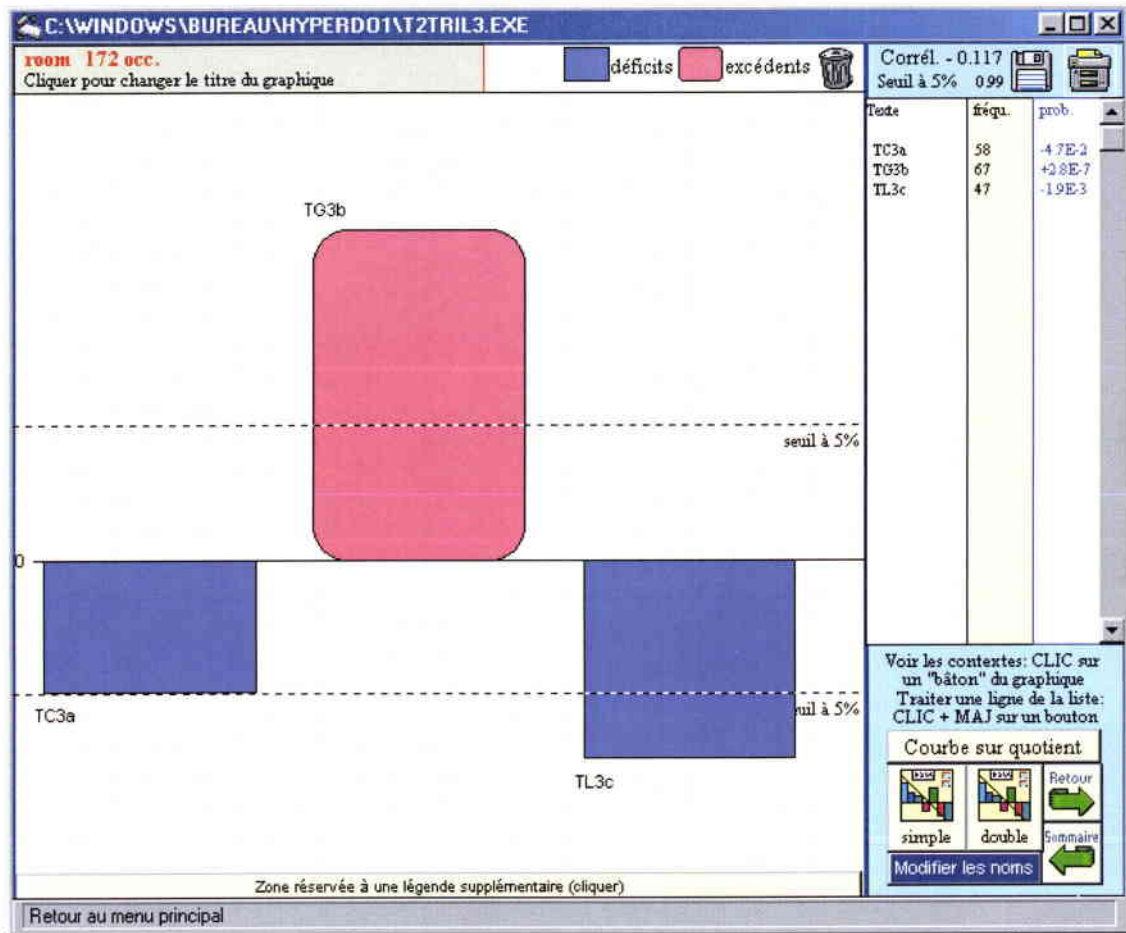 C:\WINDOWS\BUREAU\HYPERDO1\T2TRIL3.EXE
room 172 occ.
Cliquer pour changer le titre du graphique
déficits excédents
Corrél. - 0.117
Seuil à 5% 0.99
Texte fréqu. prob.
TC3a 58 -4.7E-2
TG3b 67 +2.8E-7
TL3c 47 -1.9E-3
TG3b
seuil à 5%
0
TC3a
uil à 5%
TL3c
Voir les contextes: CLIC sur
un "bâton" du graphique
Traiter une ligne de la liste:
CLIC + MAJ sur un bouton
Courbe sur quotient
simple double
Retour
Sommaire
Modifier les noms
Zone réservée à une légende supplémentaire (cliquer)
Retour au menu principal